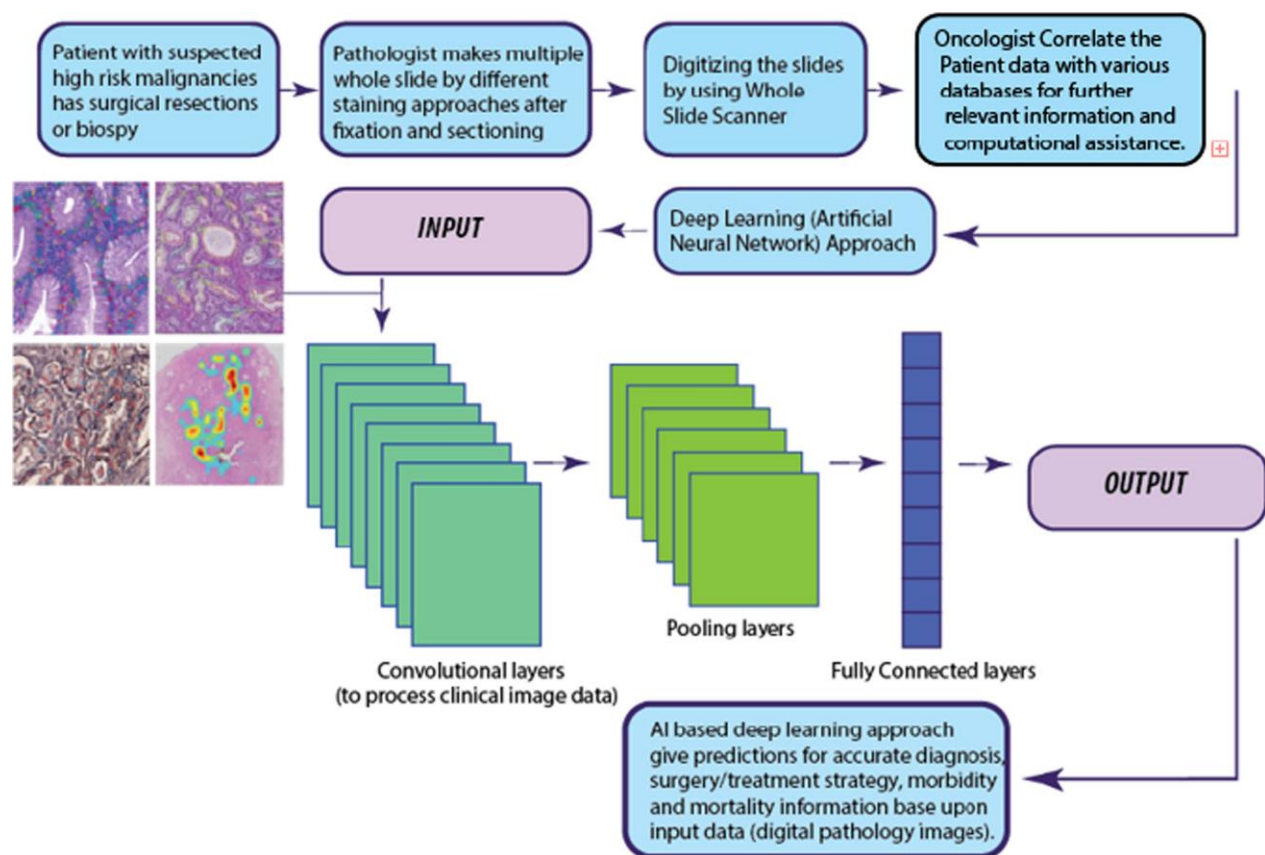 Patient with suspected
high risk malignancies
has surgical resections
or biospy
Pathologist makes multiple
whole slide by different
staining approaches after
fixation and sectioning
Digitizing the slides
by using Whole
Slide Scanner
Oncologist Correlate the
Patient data with various
databases for further
relevant information and
computational assistance.
INPUT
Deep Learning (Artificial
Neural Network) Approach
OUTPUT
Pooling layers
Convolutional layers
(to process clinical image data)
Fully Connected layers
AI based deep learning approach
give predictions for accurate diagnosis,
surgery/treatment strategy, morbidity
and mortality information base upon
input data (digital pathology images).